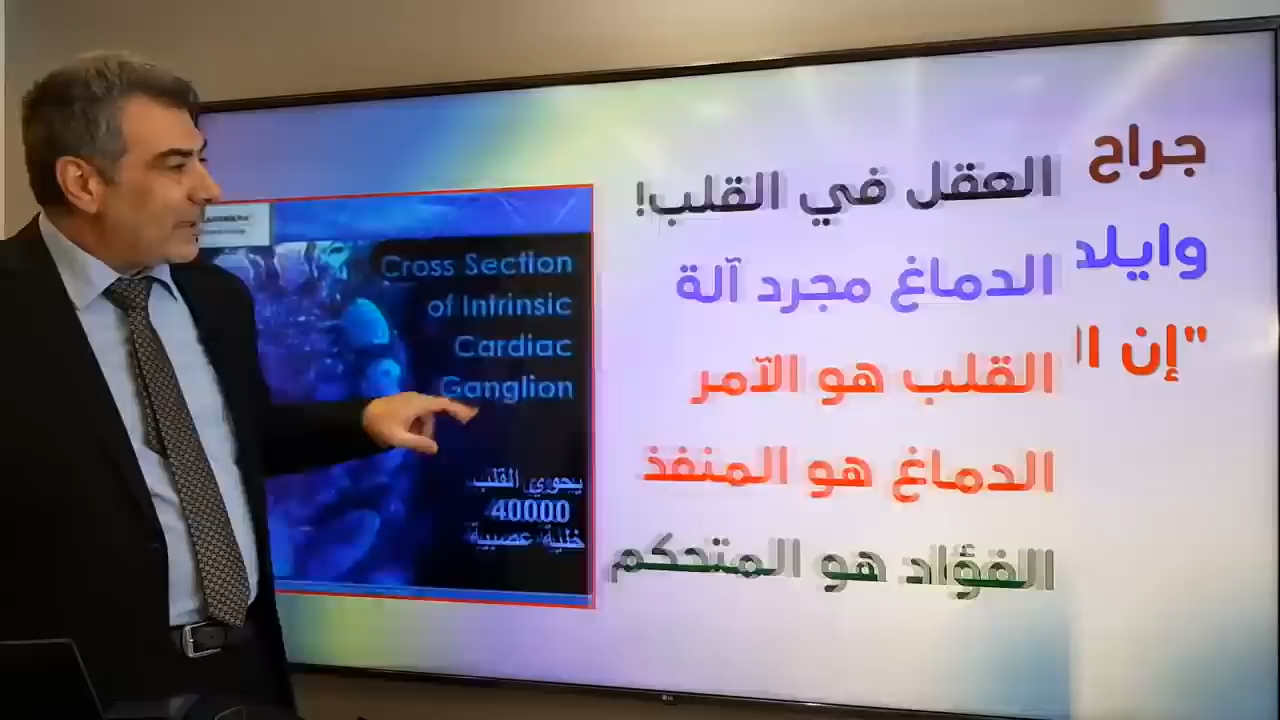 جراح
وايلد
"إن ا
العقل في القلب!
الدماغ مجرد آلة
القلب هو الآمر
الدماغ هو المنفذ
الفؤاد هو المتحكم
Cross Section
of Intrinsic
Cardiac
Ganglion
يحوي القلب
40000
خلية عصبية
LG